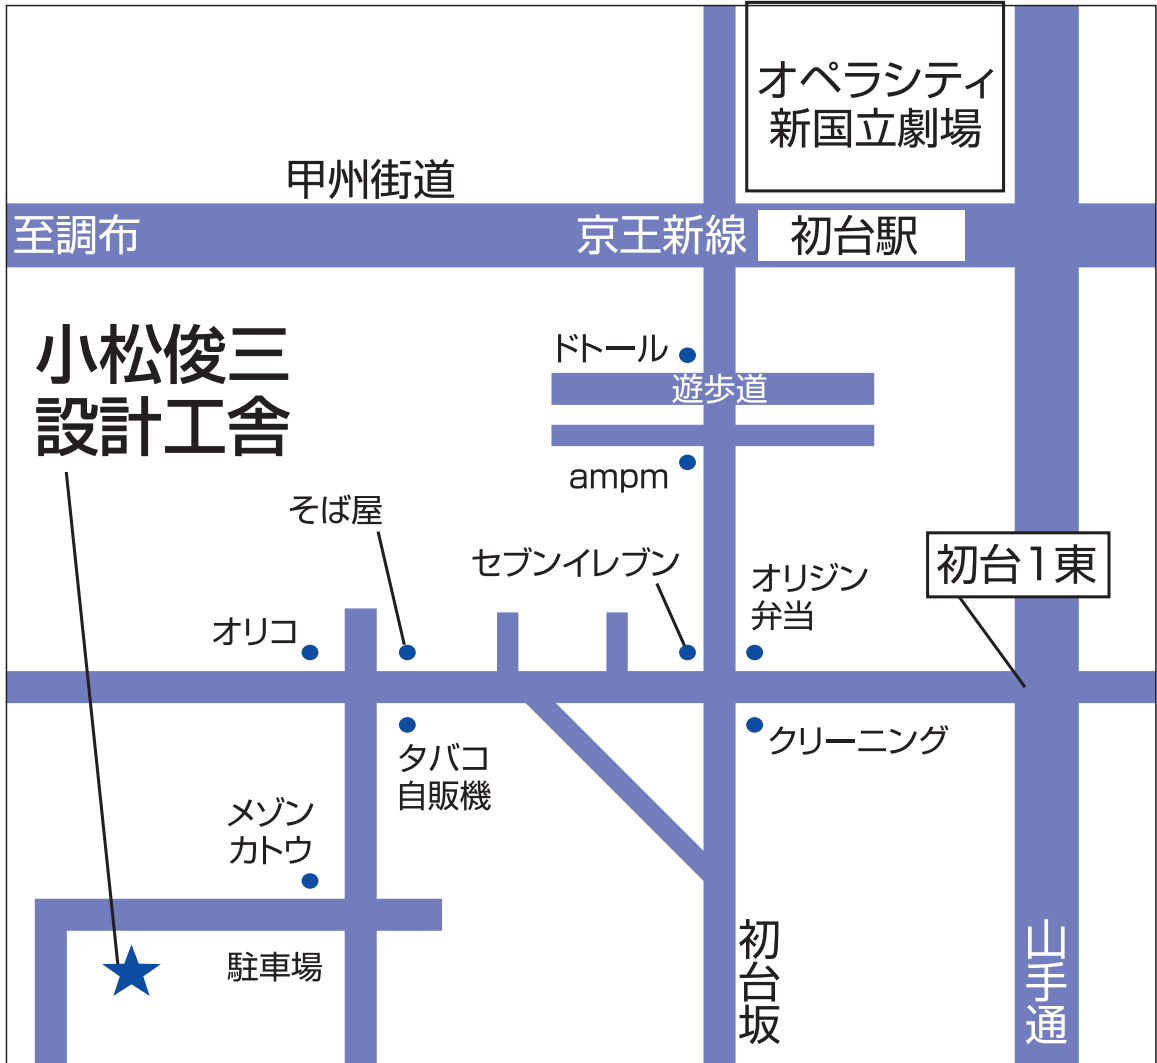 オペラシティ
新国立劇場
甲州街道
至調布
京王新線
初台駅
小松俊三
設計工舎
ドトール
遊歩道
ampm
そば屋
セブンイレブン
オリジン
弁当
初台1東
オリコ
タバコ
自販機
クリーニング
メゾン
カトウ
駐車場
初台坂
山手通